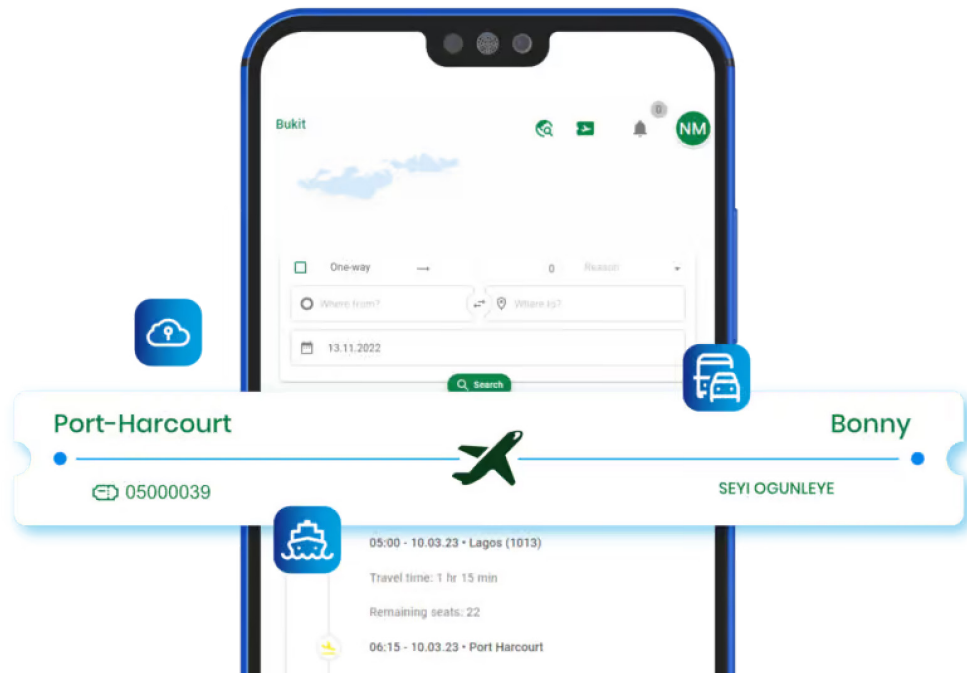 Bukit
0
NM
One-way
0 Reason
Where from?
Where to?
13.11.2022
Search
Port-Harcourt
Bonny
05000039
SEYI OGUNLEYE
05:00 - 10.03.23 • Lagos (1013)
Travel time: 1 hr 15 min
Remaining seats: 22
06:15 - 10.03.23 • Port Harcourt